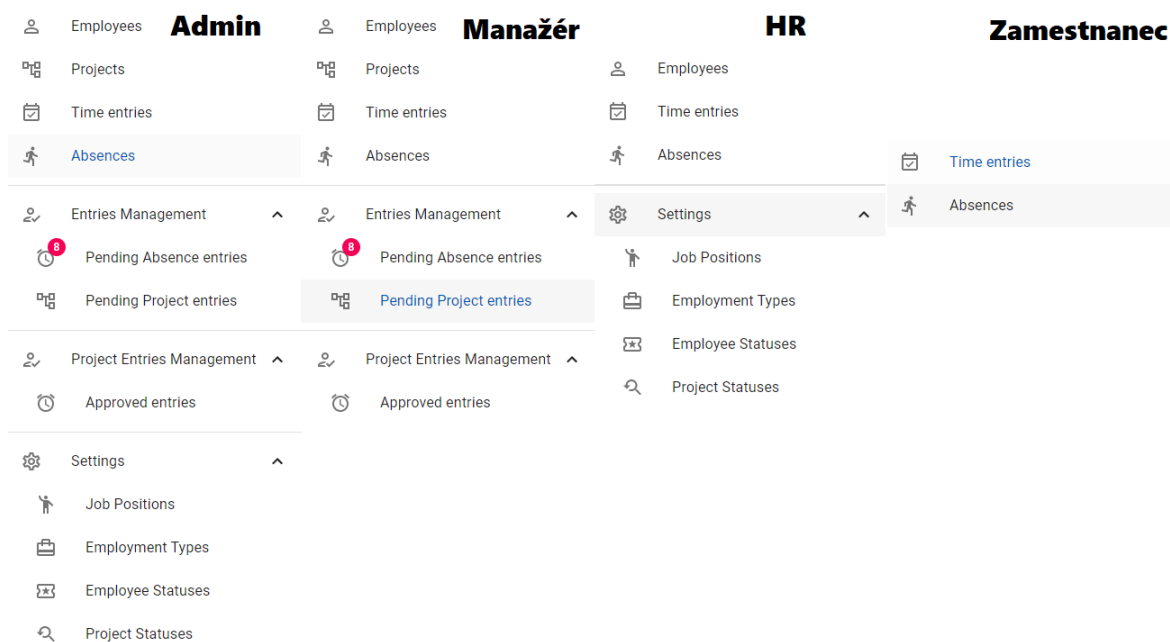 Admin
Employees
Projects
Time entries
Absences
Entries Management
8
Pending Absence entries
Pending Project entries
Project Entries Management
Approved entries
Settings
Job Positions
Employment Types
Employee Statuses
Project Statuses
Manažér
Employees
Projects
Time entries
Absences
Entries Management
8
Pending Absence entries
Pending Project entries
Project Entries Management
Approved entries
HR
Employees
Time entries
Absences
Settings
Job Positions
Employment Types
Employee Statuses
Project Statuses
Zamestnanec
Time entries
Absences